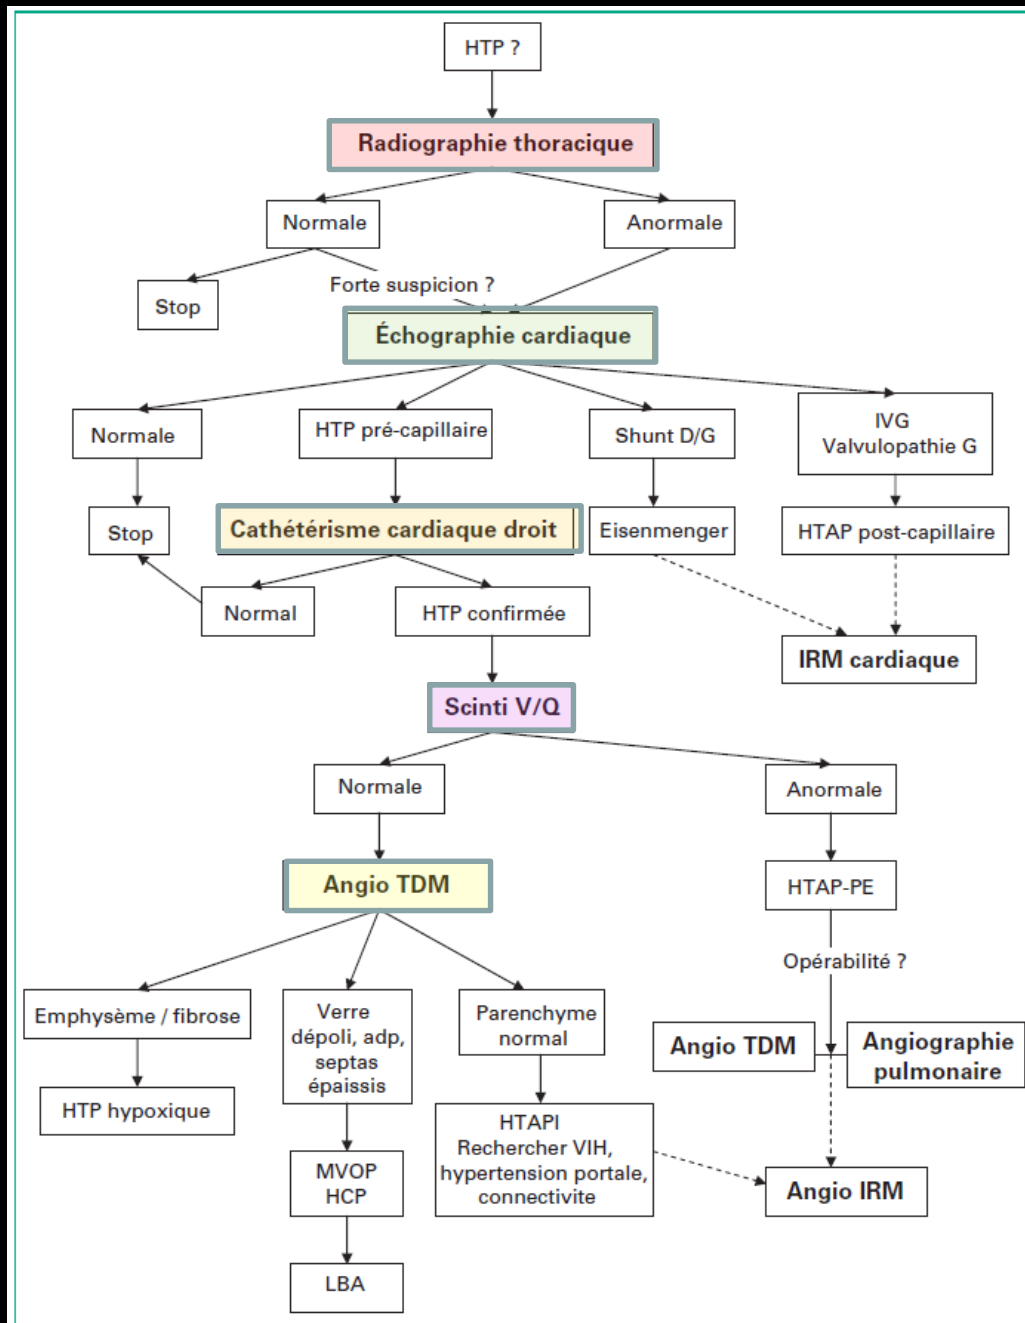 HTP ?
Radiographie thoracique
Normale
Anormale
Forte suspicion ?
Stop
Échographie cardiaque
Normale
HTP pré-capillaire
Shunt D/G
IVG
Valvulopathie G
Stop
Cathétérisme cardiaque droit
Eisenmenger
HTAP post-capillaire
Normal
HTP confirmée
IRM cardiaque
Scinti V/Q
Normale
Anormale
Angio TDM
HTAP-PE
Opérabilité ?
Emphysème / fibrose
Verre
dépoli, adp,
septas
épaissis
Parenchyme
normal
Angio TDM
Angiographie
pulmonaire
HTP hypoxique
HTAPI
Rechercher VIH,
hypertension portale,
connectivite
MVOP
HCP
Angio IRM
LBA